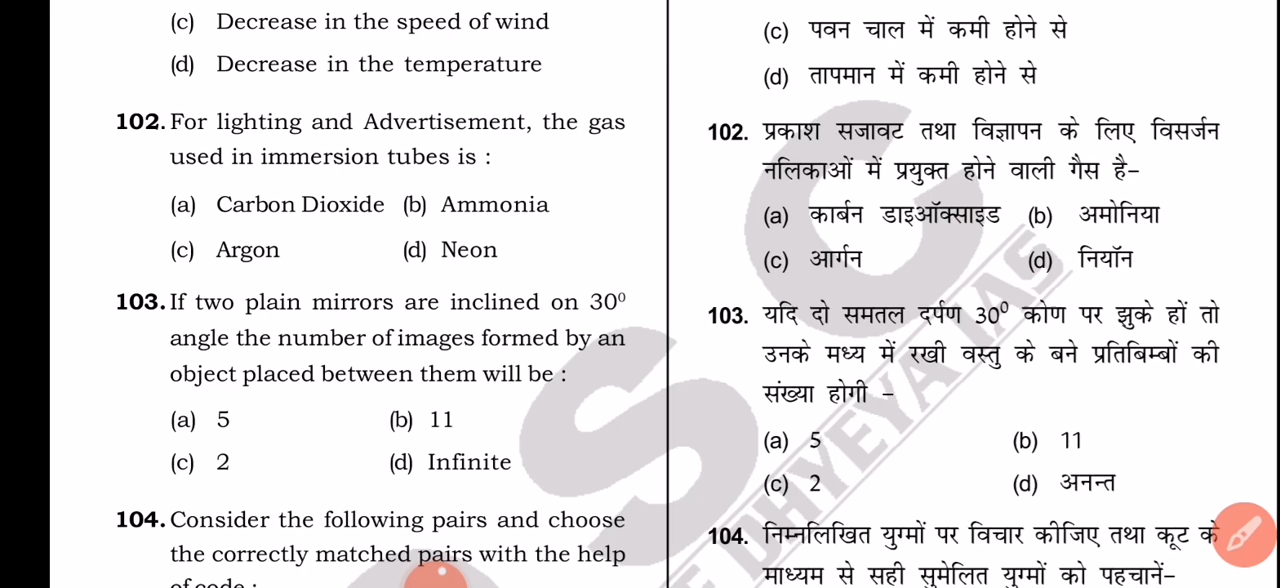 (c) Decrease in the speed of wind
(d) Decrease in the temperature
102. For lighting and Advertisement, the gas
used in immersion tubes is :
(a) Carbon Dioxide (b) Ammonia
(c) Argon (d) Neon
103. If two plain mirrors are inclined on 30⁰
angle the number of images formed by an
object placed between them will be :
(a) 5 (b) 11
(c) 2 (d) Infinite
104. Consider the following pairs and choose
the correctly matched pairs with the help
of code :
(c) पवन चाल में कमी होने से
(d) तापमान में कमी होने से
102. प्रकाश सजावट तथा विज्ञापन के लिए विसर्जन
नलिकाओं में प्रयुक्त होने वाली गैस है–
(a) कार्बन डाइऑक्साइड (b) अमोनिया
(c) आर्गन (d) नियॉन
103. यदि दो समतल दर्पण 30⁰ कोण पर झुके हों तो
उनके मध्य में रखी वस्तु के बने प्रतिबिम्बों की
संख्या होगी –
(a) 5 (b) 11
(c) 2 (d) अनन्त
104. निम्नलिखित युग्मों पर विचार कीजिए तथा कूट के
माध्यम से सही सुमेलित युग्मों को पहचानें–